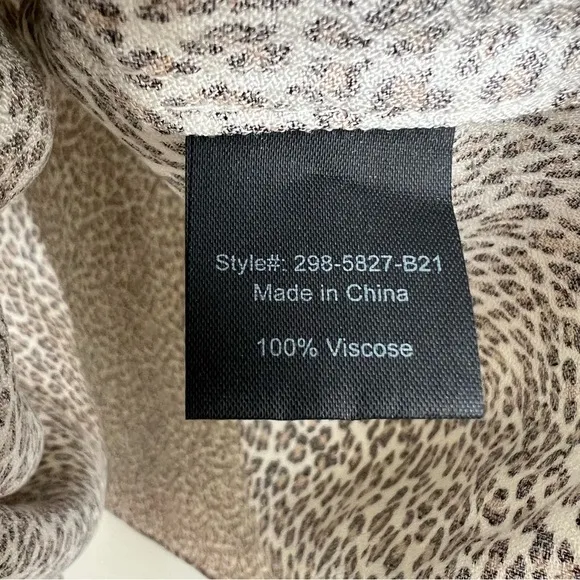 Style#: 298-5827-B21
Made in China
100% Viscose